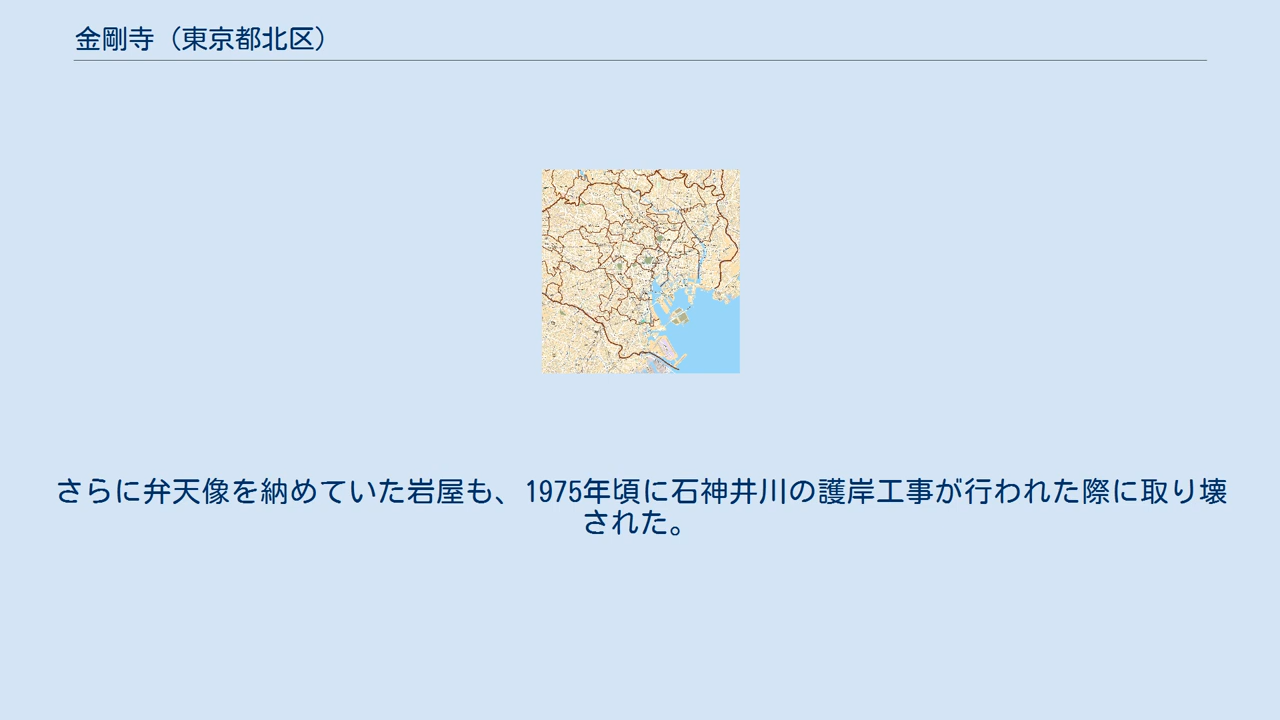 金剛寺（東京都北区）
さらに弁天像を納めていた岩屋も、1975年頃に石神井川の護岸工事が行われた際に取り壊
された。